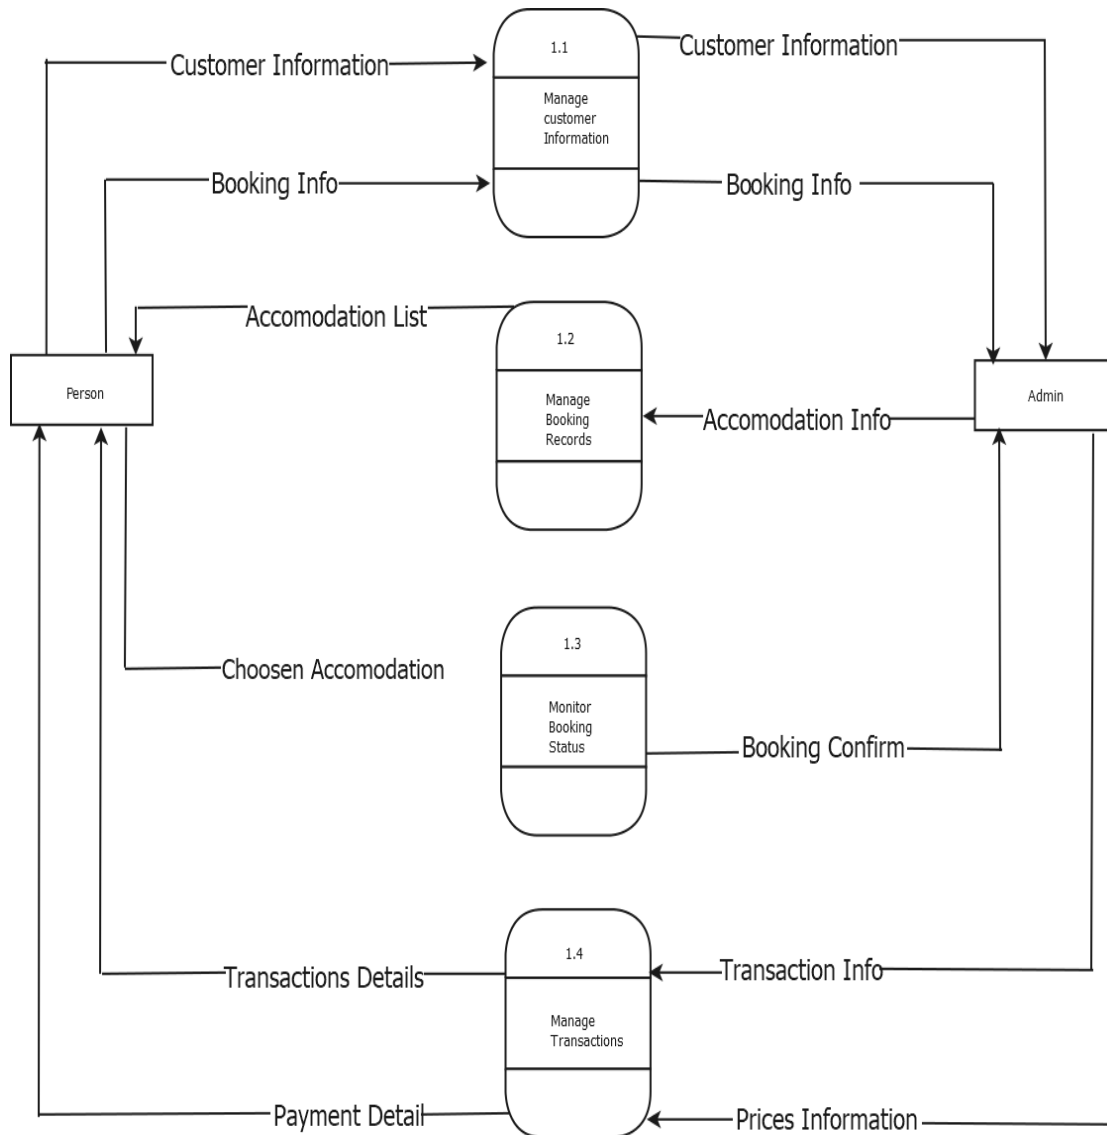 1.1
Customer Information
Customer Information
Manage
customer
Information
Booking Info
Booking Info
Accomodation List
1.2
Person
Manage
Booking
Records
Accomodation Info
Admin
1.3
Choosen Accomodation
Monitor
Booking
Status
Booking Confirm
1.4
Transactions Details
Transaction Info
Manage
Transactions
Payment Detail
Prices Information